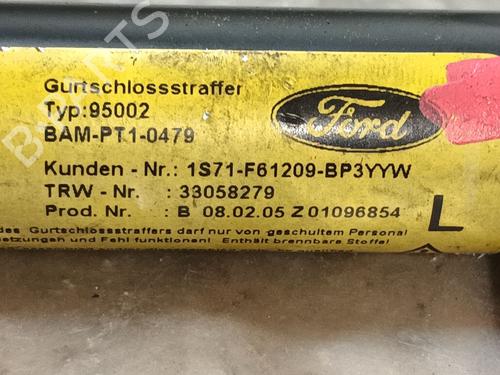 Gurtschlossstraffer
Typ:95002
BAM-PT1-0479
Ford
Kunden - Nr.: 1S71-F61209-BP3YYW
TRW - Nr. : 33058279
Prod. Nr. : B 08.02.05 Z 01096854
L
des Gurtschlossstraffers darf nur von geschultem Personal
etzungen und Fehl funktionen! Enthält brennbare Stoffe!